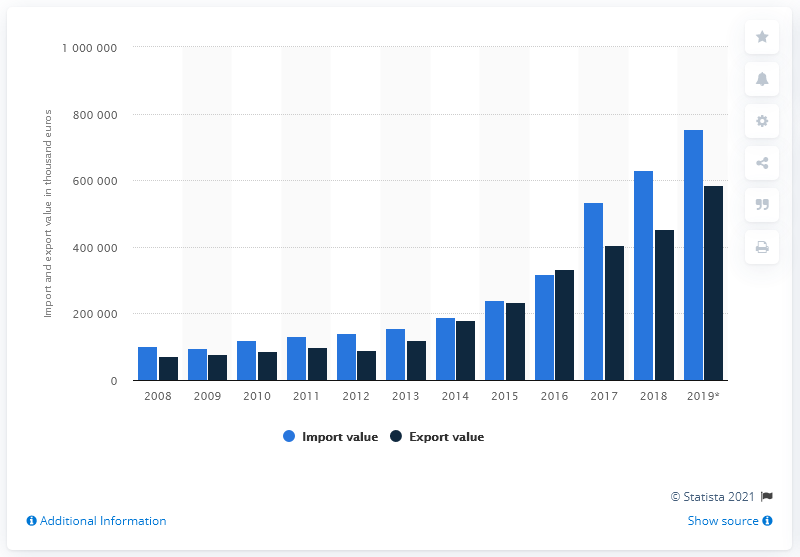 1 000 000
800 000
600 000
400 000
200 000
0
Import and export value in thousand euros
2008 2009 2010 2011 2012 2013 2014 2015 2016 2017 2018 2019*
Import value Export value
© Statista 2021
Additional Information Show source